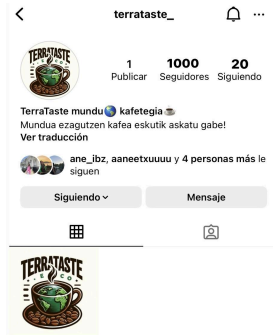 terrataste_
TERRATASTE
1 1000 20
Publicar Seguidores Siguiendo
TerraTaste mundu🌎 kafetegia☕
Mundua ezagutzen kafea eskutik askatu gabe!
Ver traducción
ane_ibz, aaneetxuuuu y 4 personas más le
siguen
Siguiendo
Mensaje
TERRATASTE
E CO